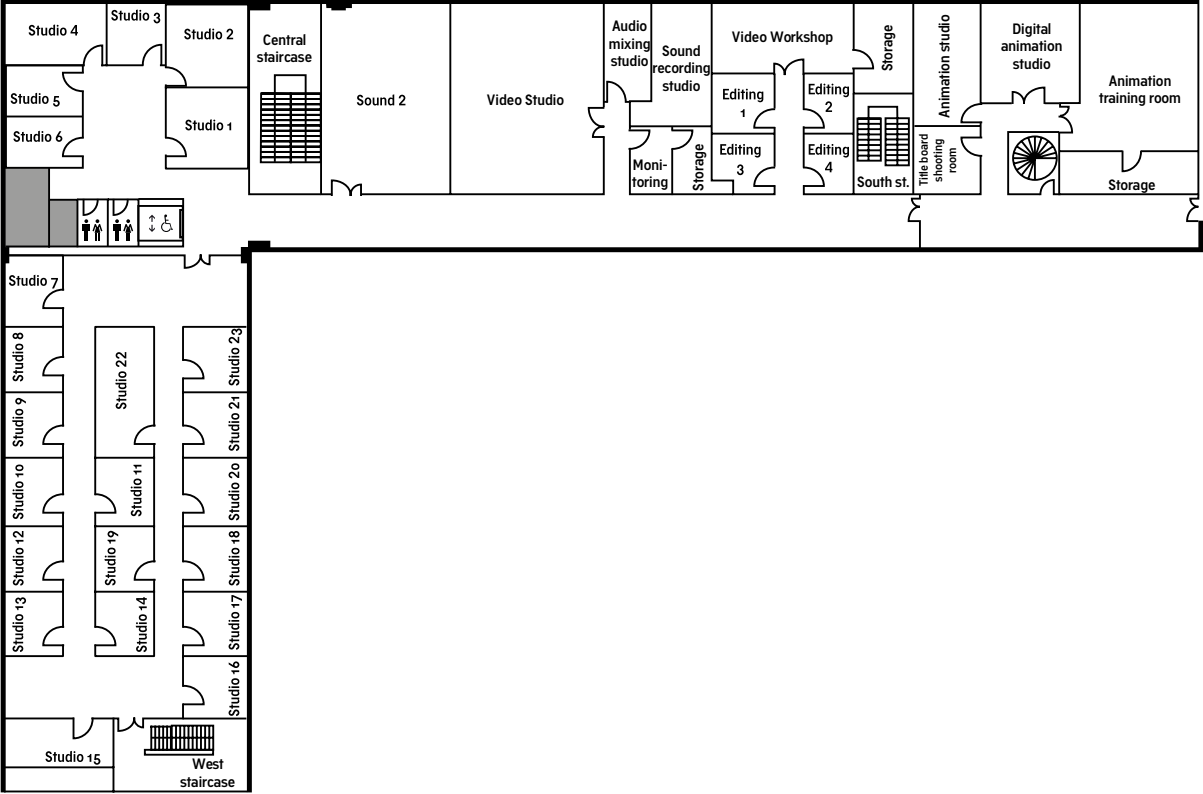 Studio 4
Studio 3
Studio 2
Central
staircase
Studio 5
Studio 6
Studio 1
Sound 2
Video Studio
Audio
mixing
studio
Sound
recording
studio
Video Workshop
Storage
Animation studio
Digital
animation
studio
Animation
training room
Editing
1
Editing
2
Editing
3
Editing
4
Moni-
toring
Storage
South st.
Title board
shooting
room
Storage
Studio 7
Studio 8
Studio 22
Studio 23
Studio 9
Studio 21
Studio 10
Studio 11
Studio 20
Studio 12
Studio 19
Studio 18
Studio 13
Studio 14
Studio 17
Studio 16
Studio 15
West
staircase